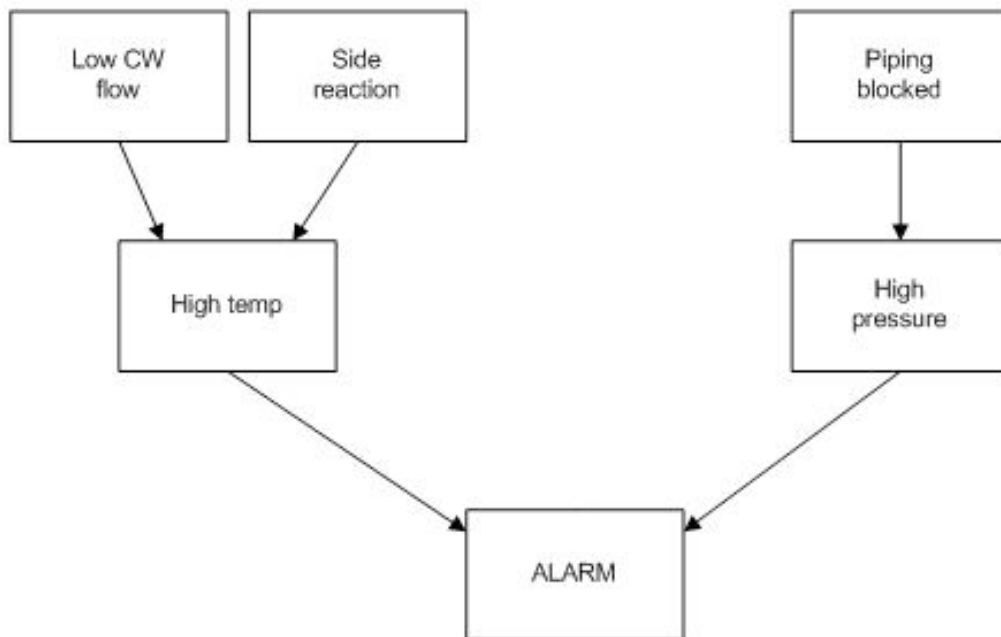 Low CW
flow
Side
reaction
Piping
blocked
High temp
High
pressure
ALARM